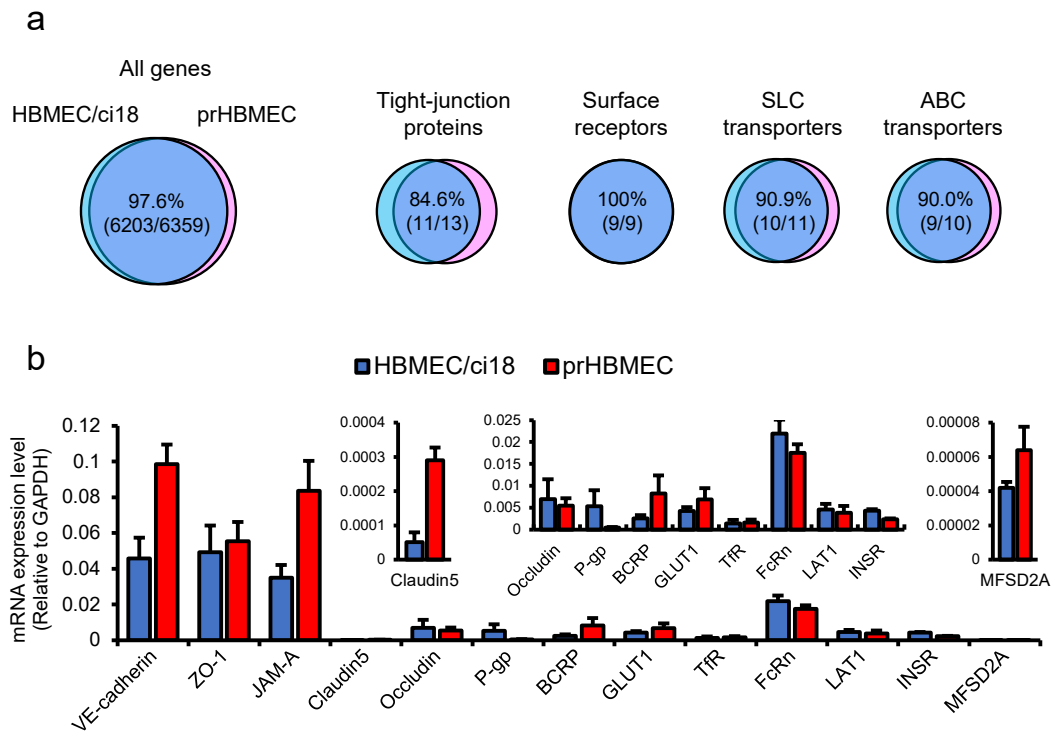 a
All genes
HBMEC/ci18 prHBMEC
97.6%
(6203/6359)
Tight-junction
proteins
84.6%
(11/13)
Surface
receptors
100%
(9/9)
SLC
transporters
90.9%
(10/11)
ABC
transporters
90.0%
(9/10)
b
HBMEC/ci18 prHBMEC
mRNA expression level
(Relative to GAPDH)
0.12
0.1
0.08
0.06
0.04
0.02
0
0.0004
0.0003
0.0002
0.0001
0
Claudin5
0.025
0.02
0.015
0.01
0.005
0
Occludin
P-gp
BCRP
GLUT1
TfR
FcRn
LAT1
INSR
0.00008
0.00006
0.00004
0.00002
0
MFSD2A
VE-cadherin
ZO-1
JAM-A
Claudin5
Occludin
P-gp
BCRP
GLUT1
TfR
FcRn
LAT1
INSR
MFSD2A